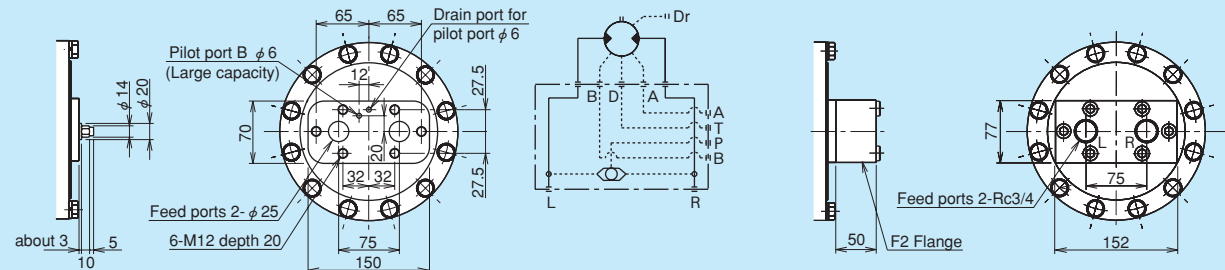 65 65
Drain port for
pilot port φ6
Pilot port B φ6
(Large capacity)
12
φ14
φ20
70
20
27.5
27.5
32 32
Feed ports 2-φ25
6-M12 depth 20
about 3
5
10
75
150
Dr
B D A
A
T
P
B
L R
50
F2 Flange
77
L R
75
Feed ports 2-Rc3/4
152